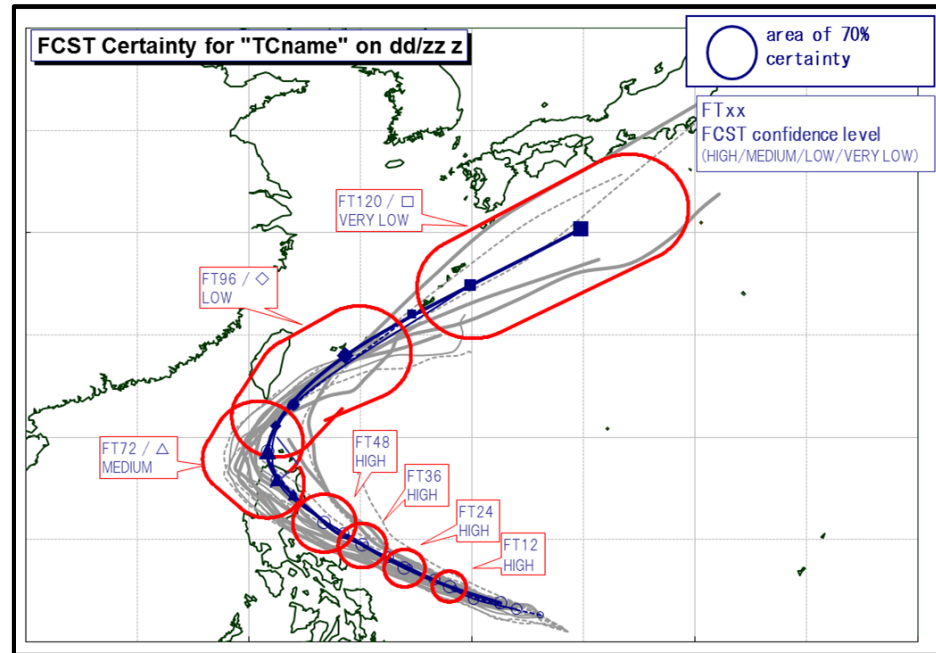 FCST Certainty for "TCname" on dd/zz z
area of 70%
certainty
FTxx
FCST confidence level
(HIGH/MEDIUM/LOW/VERY LOW)
FT120 / □
VERY LOW
FT96 / ◇
LOW
FT72 / △
MEDIUM
FT48
HIGH
FT36
HIGH
FT24
HIGH
FT12
HIGH